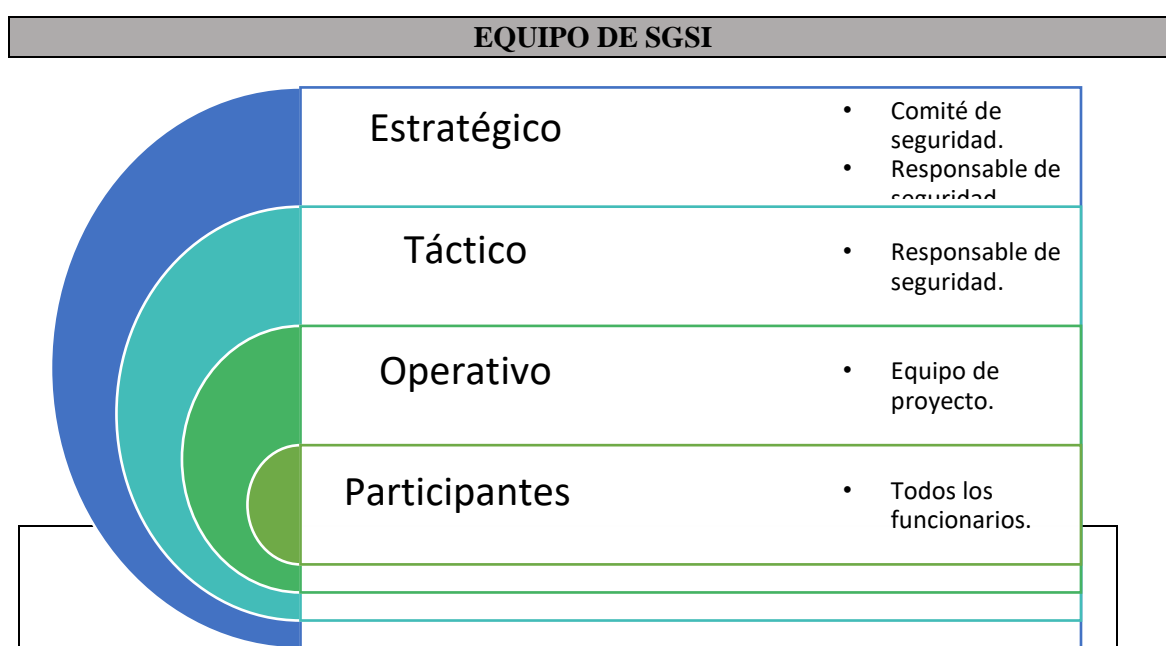 EQUIPO DE SGSI
Estratégico
• Comité de
seguridad.
• Responsable de
seguridad
Táctico
• Responsable de
seguridad.
Operativo
• Equipo de
proyecto.
Participantes
• Todos los
funcionarios.